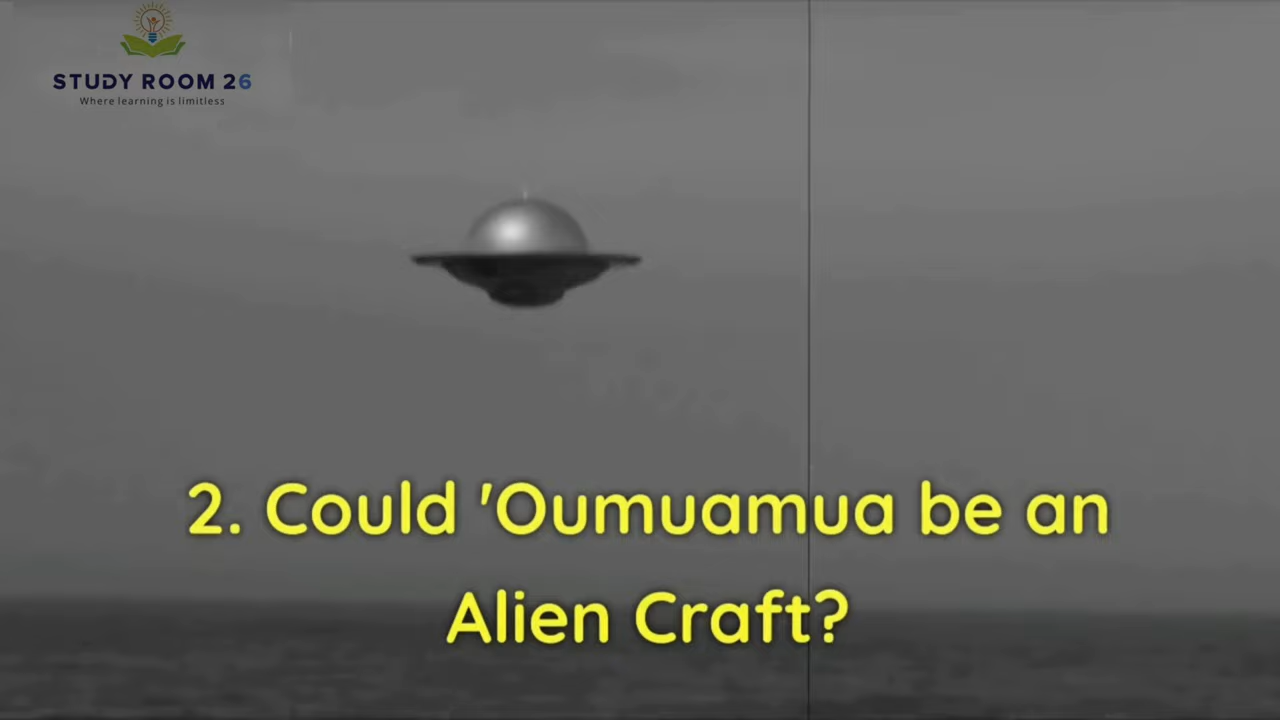 STUDY ROOM 26
Where learning is limitless
2. Could 'Oumuamua be an
Alien Craft?